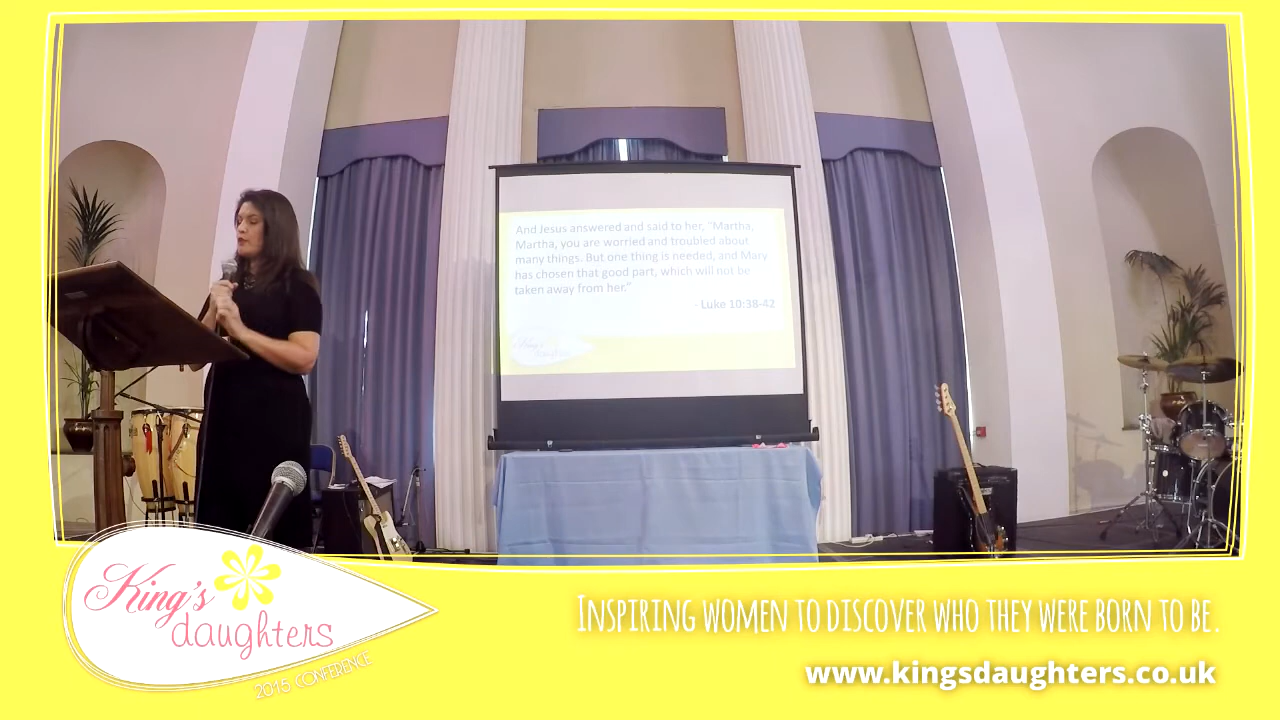 And Jesus answered and said to her, "Martha,
Martha, you are worried and troubled about
many things. But one thing is needed, and Mary
has chosen that good part, which will not be
taken away from her."
- Luke 10:38-42
King's
daughters
King's
daughters
2015 CONFERENCE
INSPIRING WOMEN TO DISCOVER WHO THEY WERE BORN TO BE.
www.kingsdaughters.co.uk